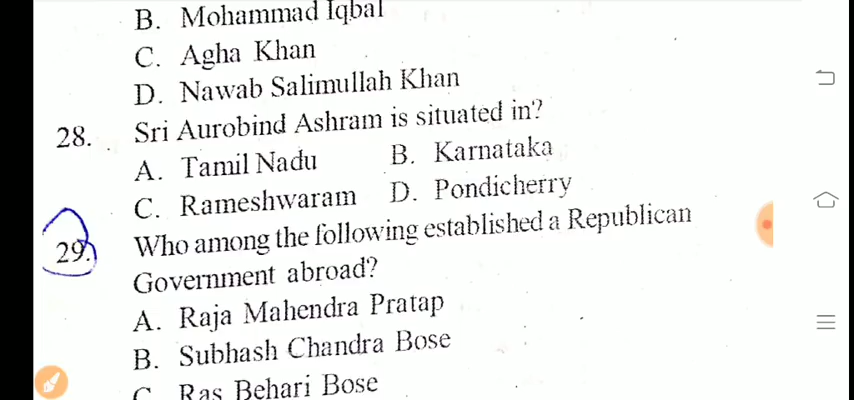 B. Mohammad Iqbal
C. Agha Khan
D. Nawab Salimullah Khan
28. Sri Aurobind Ashram is situated in?
A. Tamil Nadu B. Karnataka
C. Rameshwaram D. Pondicherry
29. Who among the following established a Republican
Government abroad?
A. Raja Mahendra Pratap
B. Subhash Chandra Bose
C Ras Behari Bose